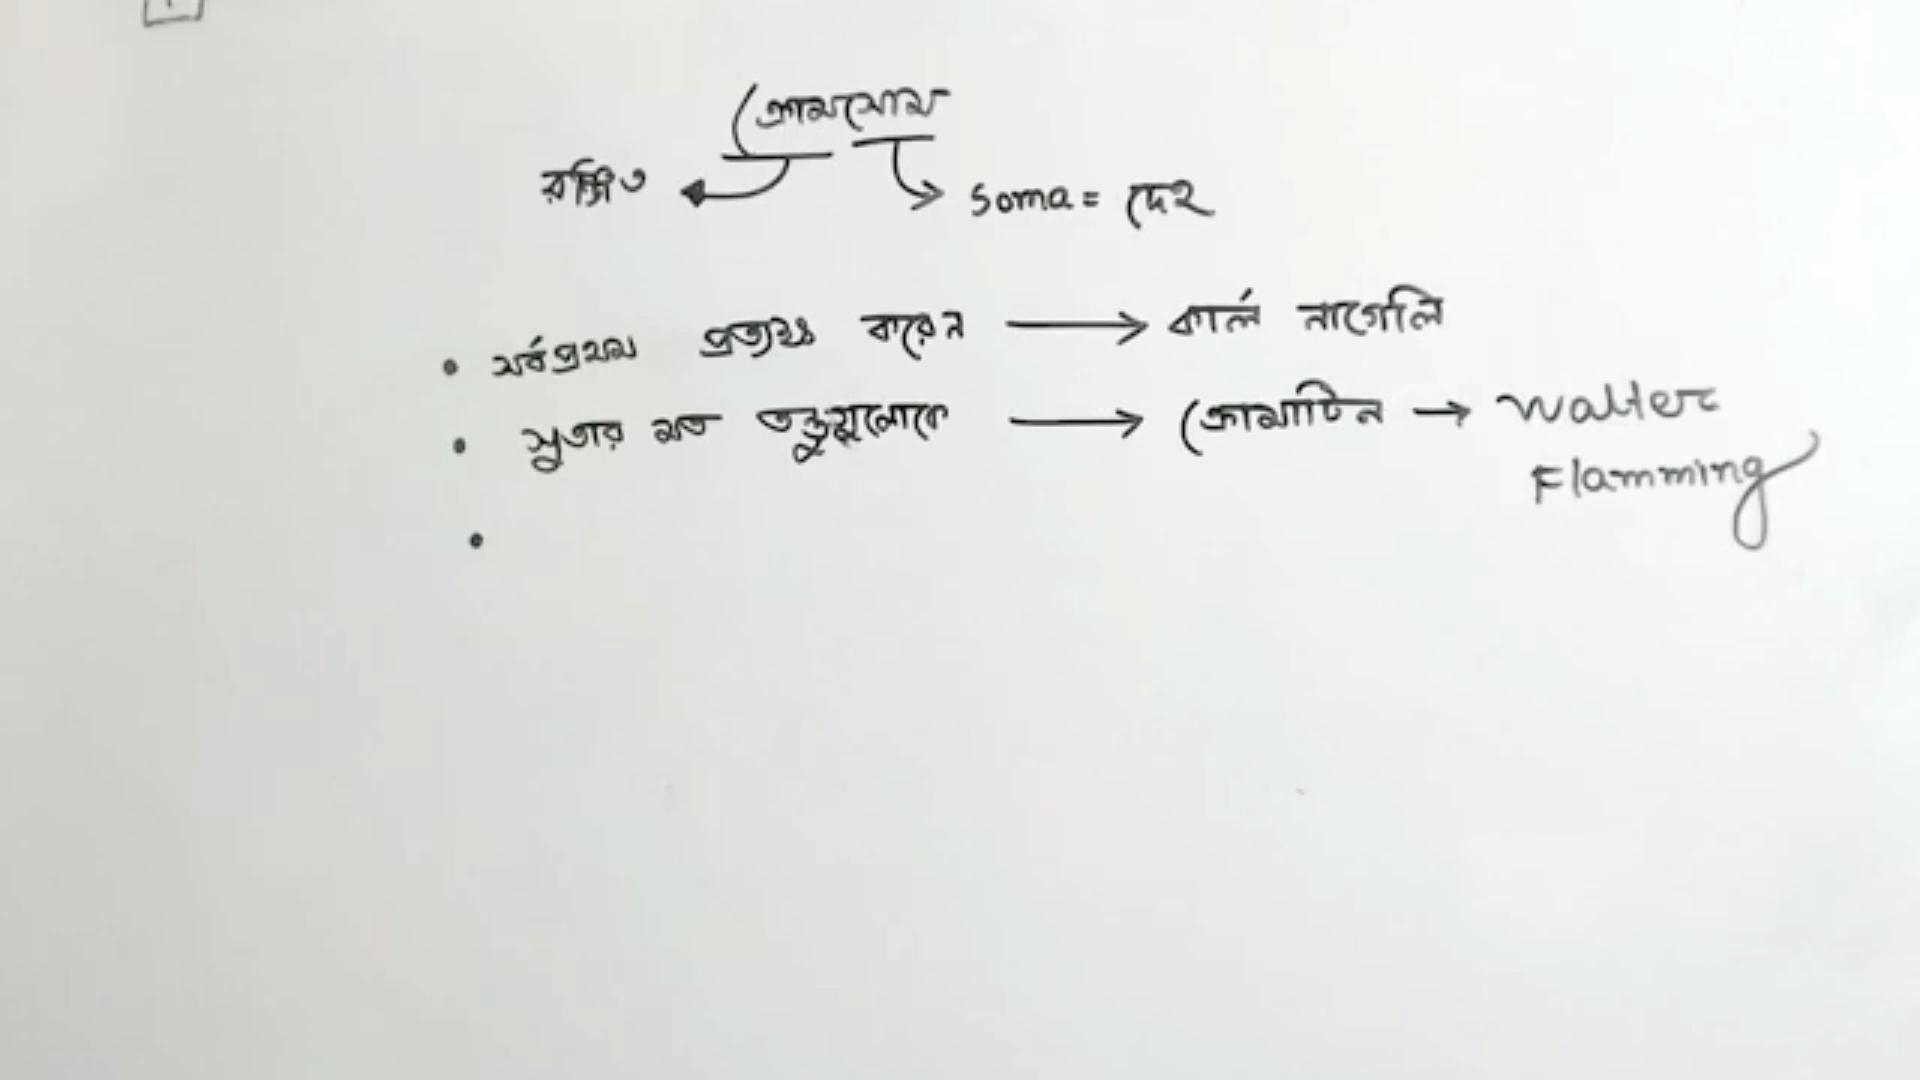 ক্রোমোসোম
রঞ্জিত
Soma = দেহ
• সর্বপ্রথম প্রত্যক্ষ করেন → কার্ল নাগেলি
• সুতার মত তন্তুগুলোকে → ক্রোমাটিন → Walter
Flamming
•